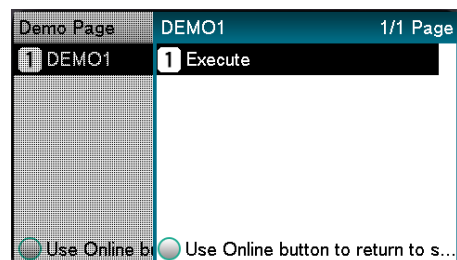 Demo Page
1 DEMO1
Use Online b
DEMO1 1/1 Page
1 Execute
Use Online button to return to s...